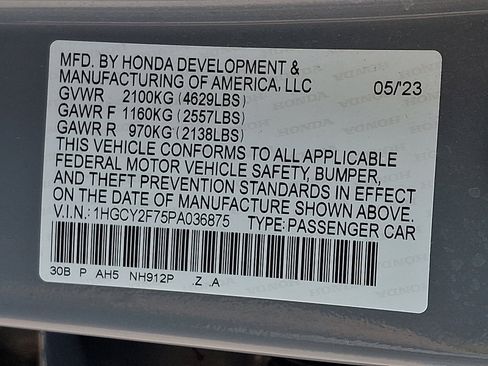 MFD. BY HONDA DEVELOPMENT &
MANUFACTURING OF AMERICA, LLC 05/'23
GVWR 2100KG (4629LBS)
GAWR F 1160KG (2557LBS)
GAWR R 970KG (2138LBS)
THIS VEHICLE CONFORMS TO ALL APPLICABLE
FEDERAL MOTOR VEHICLE SAFETY, BUMPER,
AND THEFT PREVENTION STANDARDS IN EFFECT
ON THE DATE OF MANUFACTURE SHOWN ABOVE.
V.I.N.: 1HGCY2F75PA036875 TYPE: PASSENGER CAR
30B P AH5 NH912P .Z .A